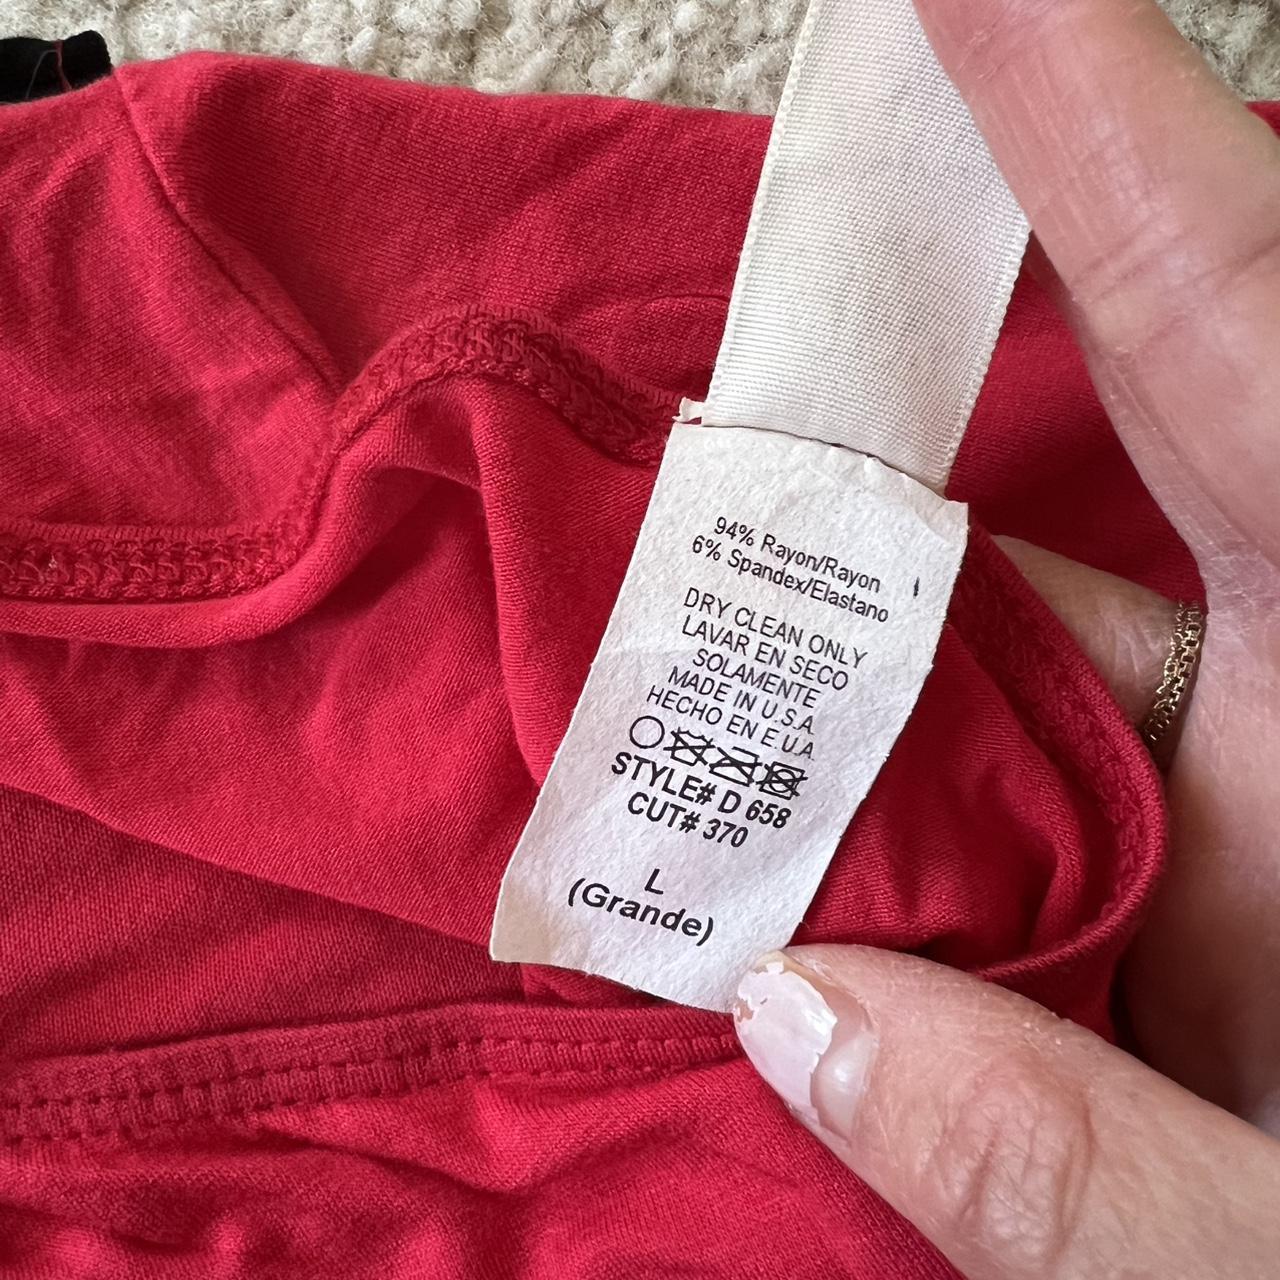 94% Rayon/Rayon
6% Spandex/Elastano
DRY CLEAN ONLY
LAVAR EN SECO
SOLAMENTE
MADE IN U.S.A.
HECHO EN E.U.A.
STYLE# D 658
CUT# 370
L
(Grande)